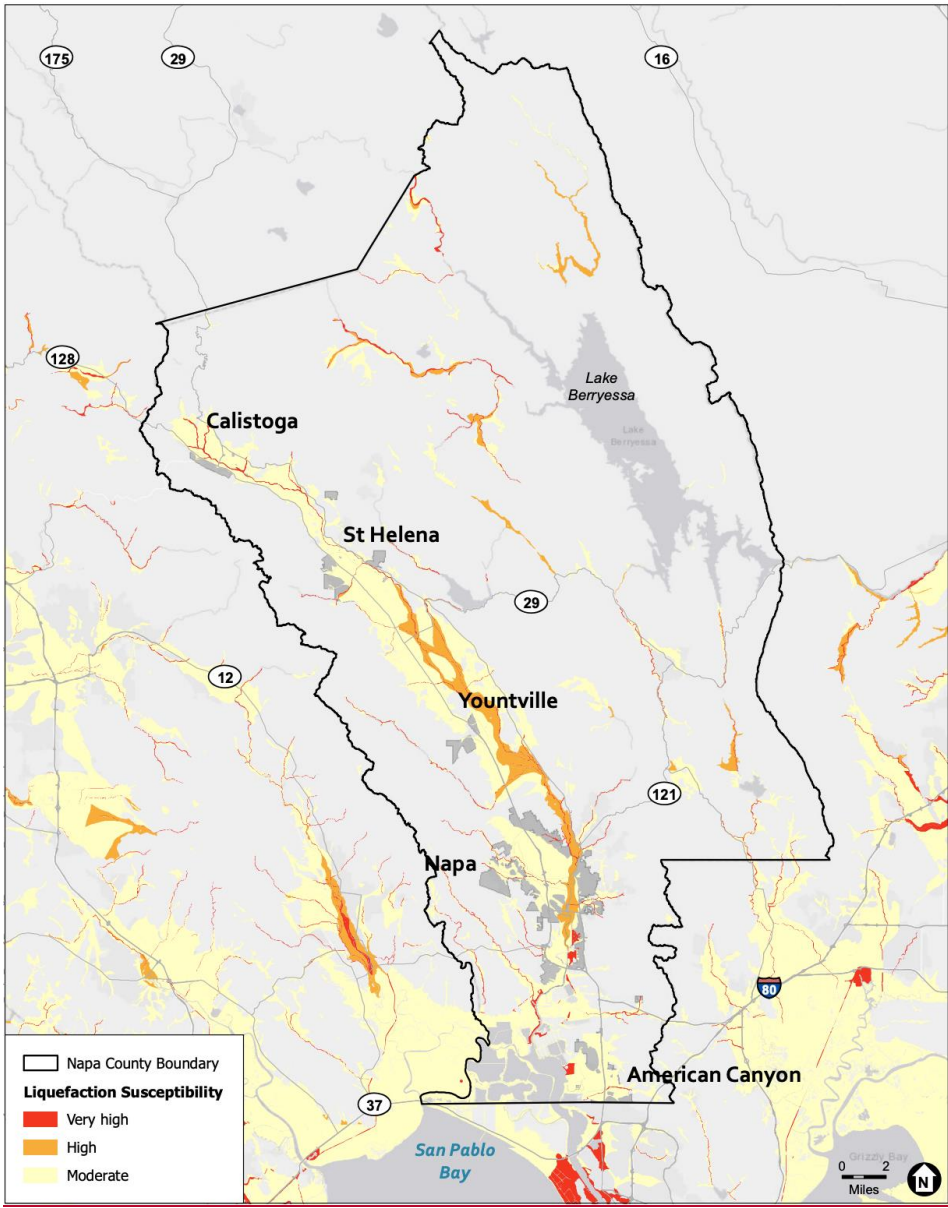 175
29
16
128
Lake
Berryessa
Lake
Berryessa
Calistoga
St Helena
29
12
Yountville
121
Napa
80
Napa County Boundary
Liquefaction Susceptibility
Very high
High
Moderate
American Canyon
37
San Pablo
Bay
Grizzly Bay
0 2
Miles
N